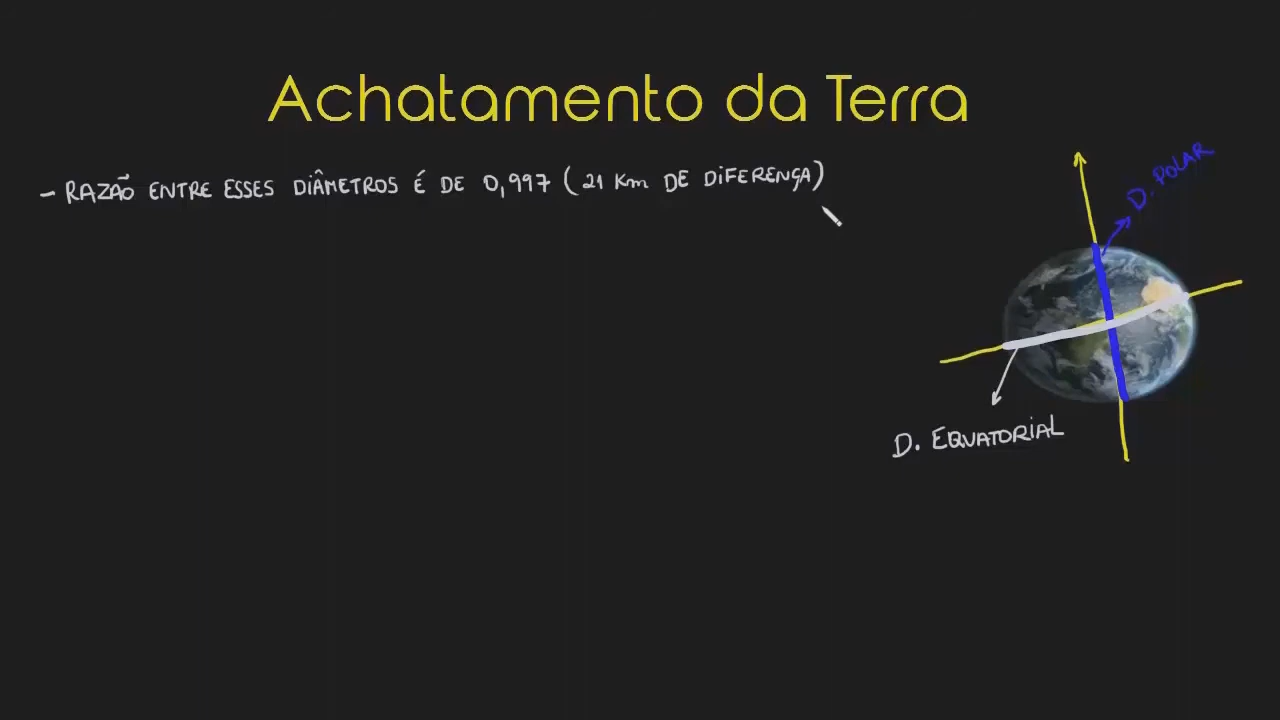 Achatamento da Terra
- RAZÃO ENTRE ESSES DIÂMETROS É DE 0,997 (21 Km DE DIFERENÇA)
D. POLAR
D. EQUATORIAL